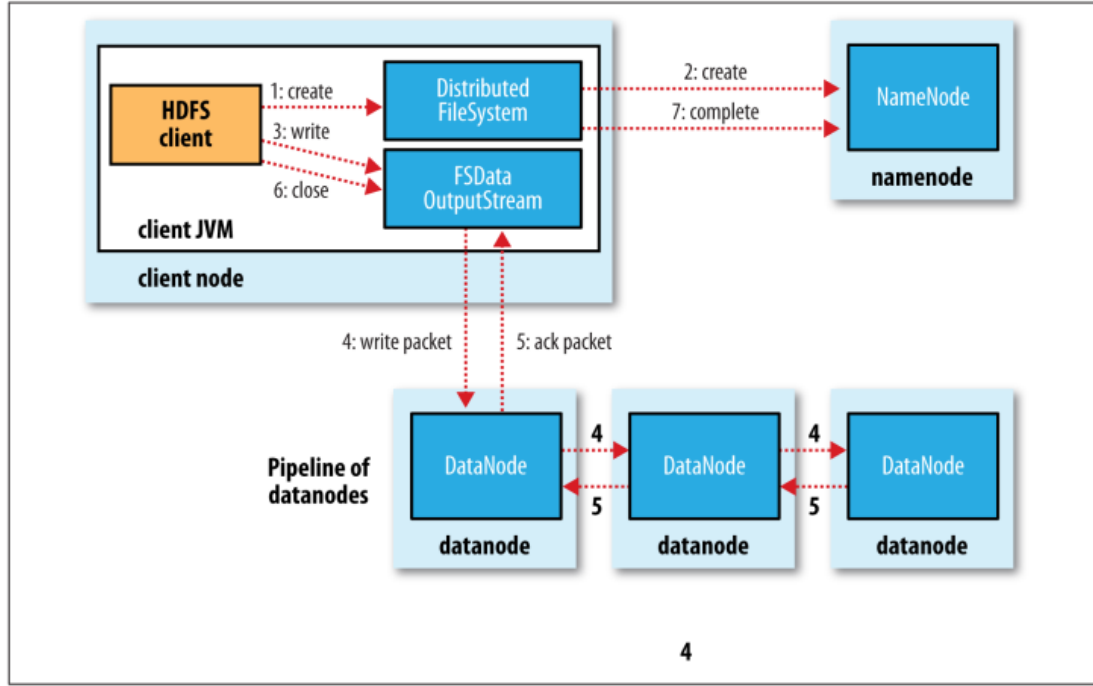 HDFS
client
1: create
3: write
6: close
Distributed
FileSystem
FSData
OutputStream
client JVM
client node
2: create
7: complete
NameNode
namenode
4: write packet
5: ack packet
Pipeline of
datanodes
DataNode
datanode
4
5
DataNode
datanode
4
5
DataNode
datanode
4